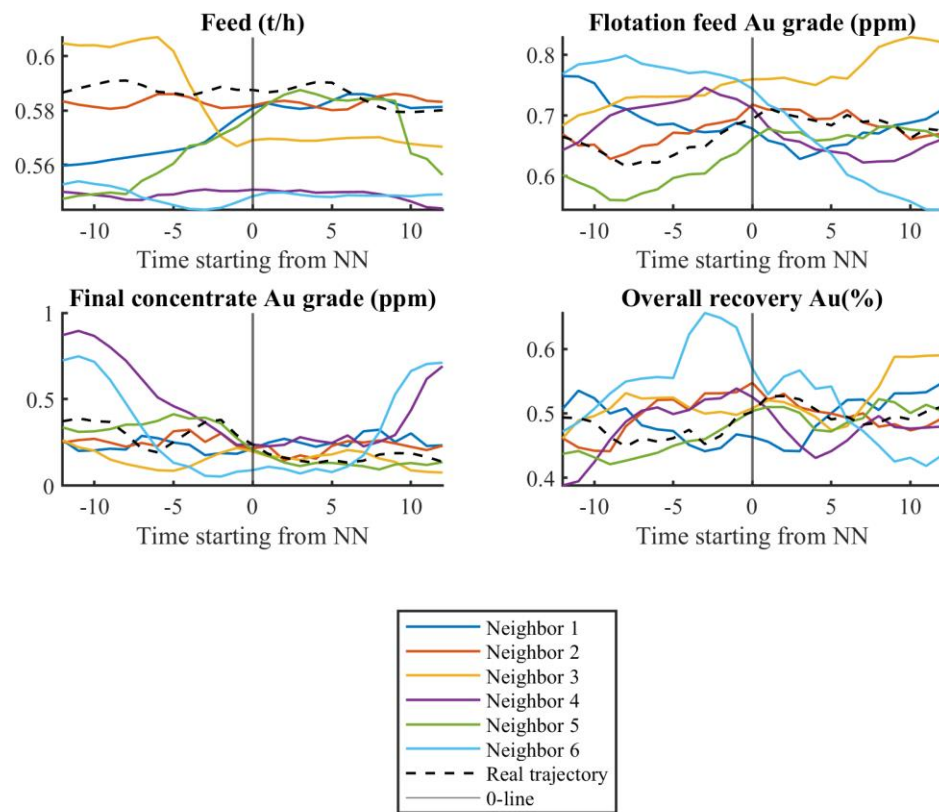 Feed (t/h)
0.6
0.58
0.56
-10 -5 0 5 10
Time starting from NN
Flotation feed Au grade (ppm)
0.8
0.7
0.6
-10 -5 0 5 10
Time starting from NN
Final concentrate Au grade (ppm)
1
0.5
0
-10 -5 0 5 10
Time starting from NN
Overall recovery Au(%)
0.6
0.5
0.4
-10 -5 0 5 10
Time starting from NN
Neighbor 1
Neighbor 2
Neighbor 3
Neighbor 4
Neighbor 5
Neighbor 6
Real trajectory
0-line